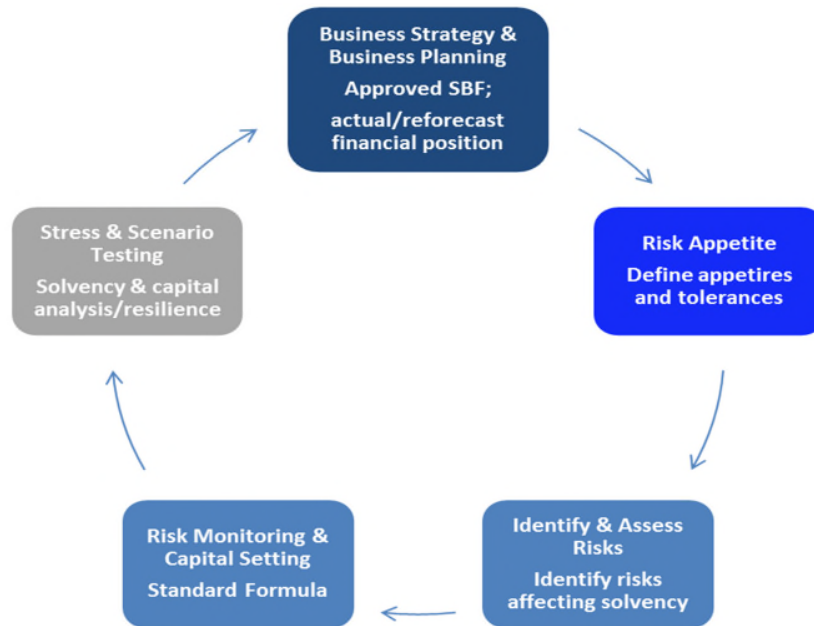 Business Strategy &
Business Planning
Approved SBF;
actual/reforecast
financial position
Risk Appetite
Define appetires
and tolerances
Identify & Assess
Risks
Identify risks
affecting solvency
Risk Monitoring &
Capital Setting
Standard Formula
Stress & Scenario
Testing
Solvency & capital
analysis/resilience